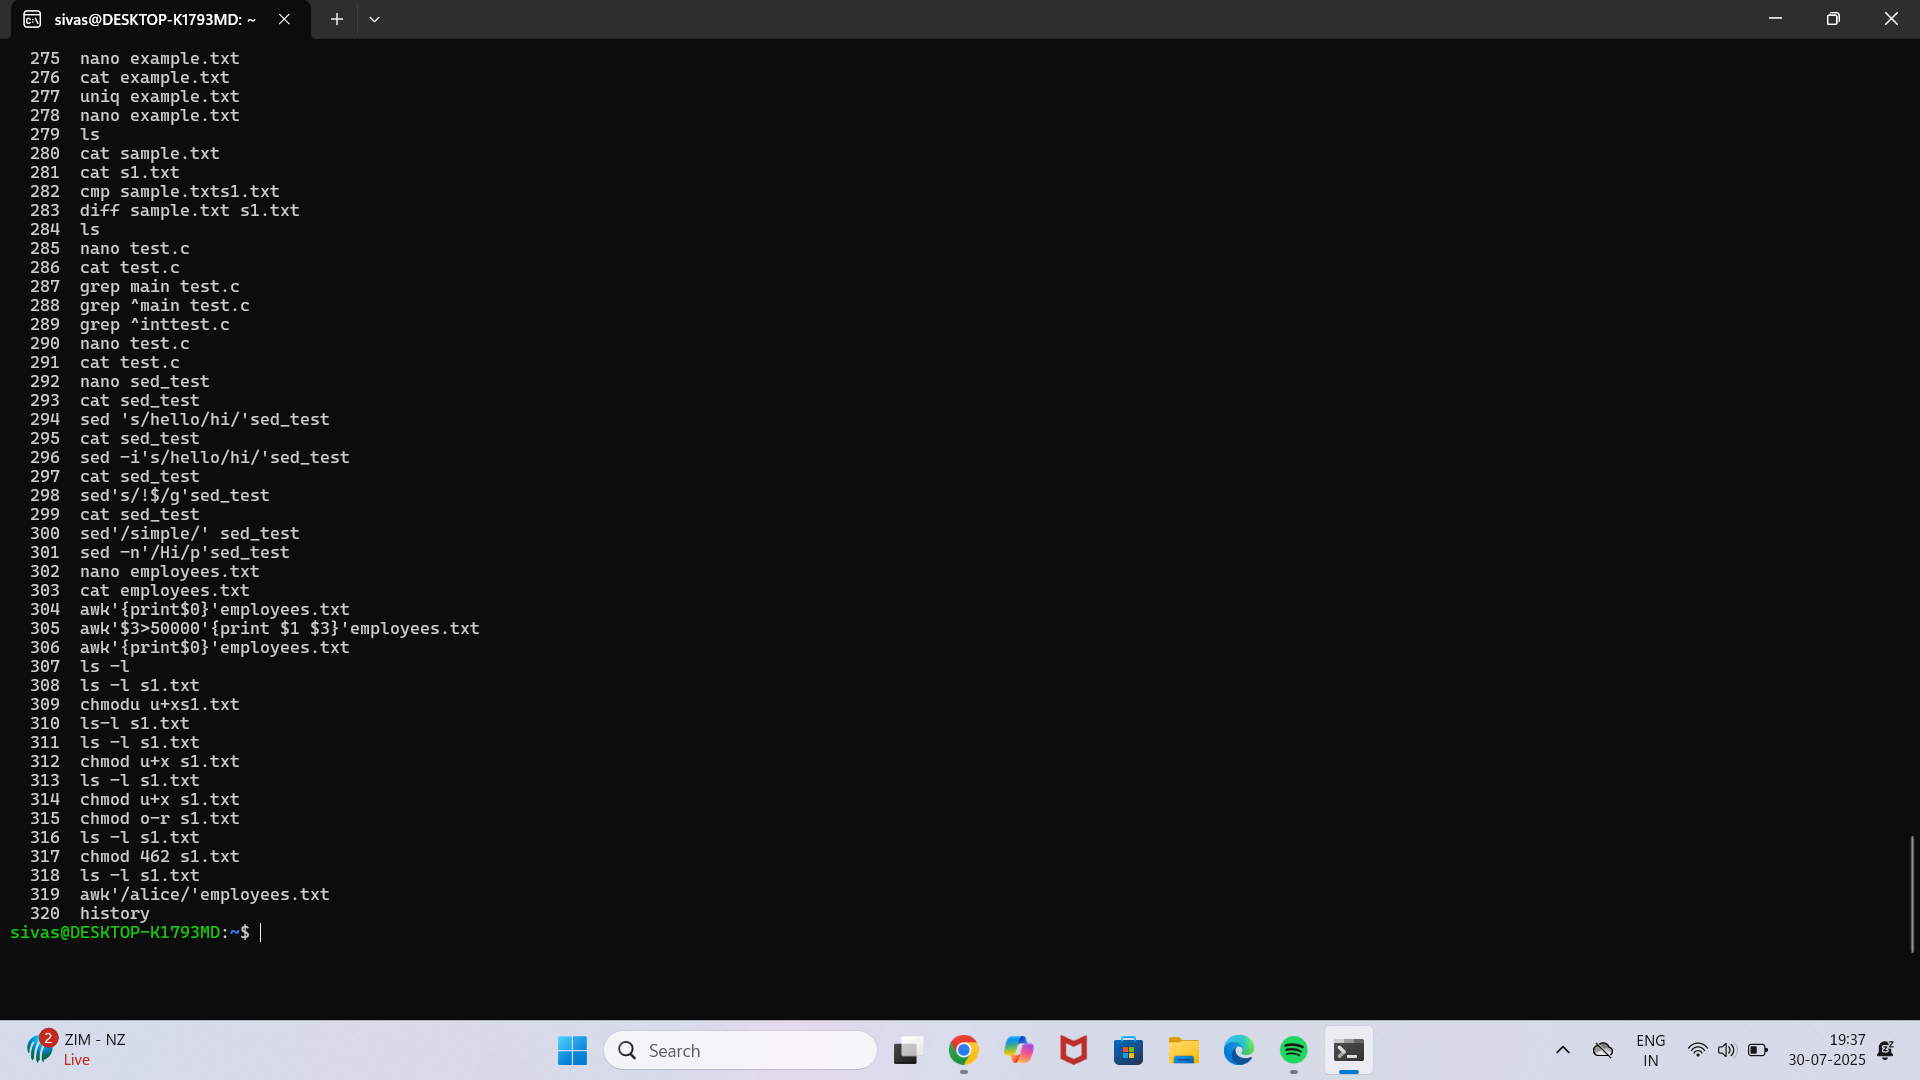 sivas@DESKTOP-K1793MD: ~
275 nano example.txt
276 cat example.txt
277 uniq example.txt
278 nano example.txt
279 ls
280 cat sample.txt
281 cat s1.txt
282 cmp sample.txts1.txt
283 diff sample.txt s1.txt
284 ls
285 nano test.c
286 cat test.c
287 grep main test.c
288 grep ^main test.c
289 grep ^inttest.c
290 nano test.c
291 cat test.c
292 nano sed_test
293 cat sed_test
294 sed 's/hello/hi/'sed_test
295 cat sed_test
296 sed -i's/hello/hi/'sed_test
297 cat sed_test
298 sed's/!$/g'sed_test
299 cat sed_test
300 sed'/simple/' sed_test
301 sed -n'/Hi/p'sed_test
302 nano employees.txt
303 cat employees.txt
304 awk'{print$0}'employees.txt
305 awk'$3>50000'{print $1 $3}'employees.txt
306 awk'{print$0}'employees.txt
307 ls -l
308 ls -l s1.txt
309 chmodu u+xs1.txt
310 ls-l s1.txt
311 ls -l s1.txt
312 chmod u+x s1.txt
313 ls -l s1.txt
314 chmod u+x s1.txt
315 chmod o-r s1.txt
316 ls -l s1.txt
317 chmod 462 s1.txt
318 ls -l s1.txt
319 awk'/alice/'employees.txt
320 history
sivas@DESKTOP-K1793MD:~$
2
ZIM - NZ
Live
Search
ENG
IN
19:37
30-07-2025